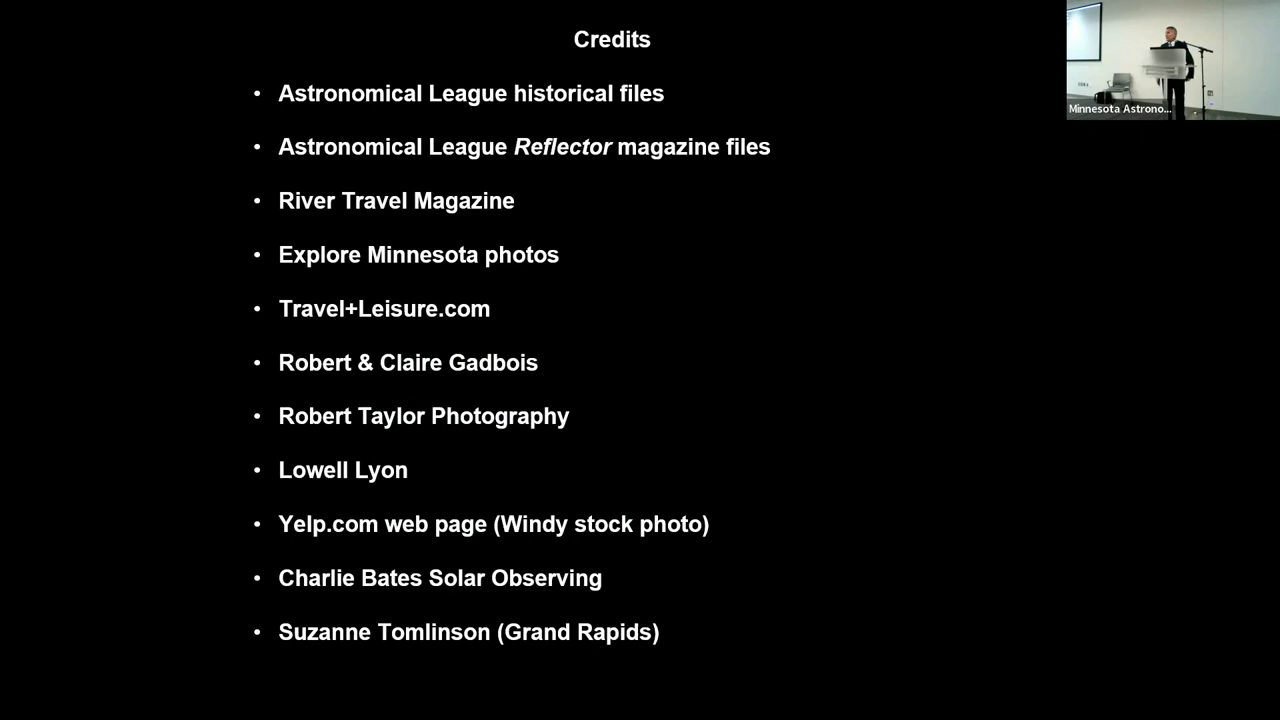 Credits
• Astronomical League historical files
• Astronomical League Reflector magazine files
• River Travel Magazine
• Explore Minnesota photos
• Travel+Leisure.com
• Robert & Claire Gadbois
• Robert Taylor Photography
• Lowell Lyon
• Yelp.com web page (Windy stock photo)
• Charlie Bates Solar Observing
• Suzanne Tomlinson (Grand Rapids)
Minnesota Astrono...